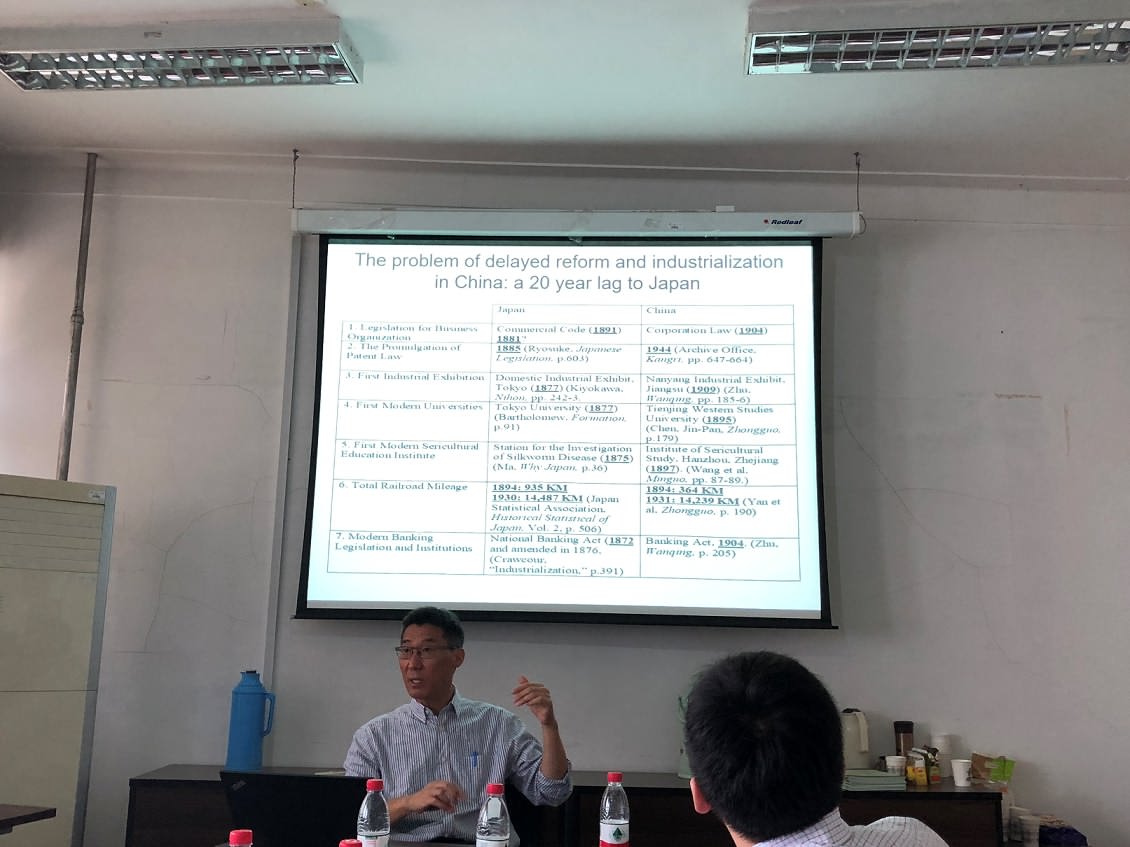 Redleaf
The problem of delayed reform and industrialization
in China: a 20 year lag to Japan
Japan
China
1. Legislation for Business
Organization
Commercial Code (1891)
1881"
Corporation Law (1904)
2. The Promulgation of
Patent Law
1885 (Ryosuke, Japanese
Legislation, p.603)
1944 (Archive Office,
Kangri, pp. 647-664)
3. First Industrial Exhibition
Domestic Industrial Exhibit,
Tokyo (1877) (Kiyokawa,
Nihon, pp. 242-3.
Nanyang Industrial Exhibit,
Jiangsu (1909) (Zhu,
Wanqing, pp. 185-6)
4. First Modern Universities
Tokyo University (1877)
(Bartholomew, Formation,
p.91)
Tienjing Western Studies
University (1895)
(Chen, Jin-Pan, Zhongguo,
p.179)
5. First Modern Sericultural
Education Institute
Station for the Investigation
of Silkworm Disease (1875)
(Ma, Why Japan, p.36)
Institute of Sericultural
Study, Hanzhou, Zhejiang
(1897). (Wang et al,
Minguo, pp. 87-89.)
6. Total Railroad Mileage
1894: 935 KM
1930: 14,487 KM (Japan
Statistical Association,
Historical Statistical of
Japan, Vol. 2, p. 506)
1894: 364 KM
1931: 14,239 KM (Yan et
al, Zhongguo, p. 190)
7. Modern Banking
Legislation and Institutions
National Banking Act (1872
and amended in 1876,
(Crawcour,
"Industrialization," p.391)
Banking Act, 1904. (Zhu,
Wanqing, p. 205)